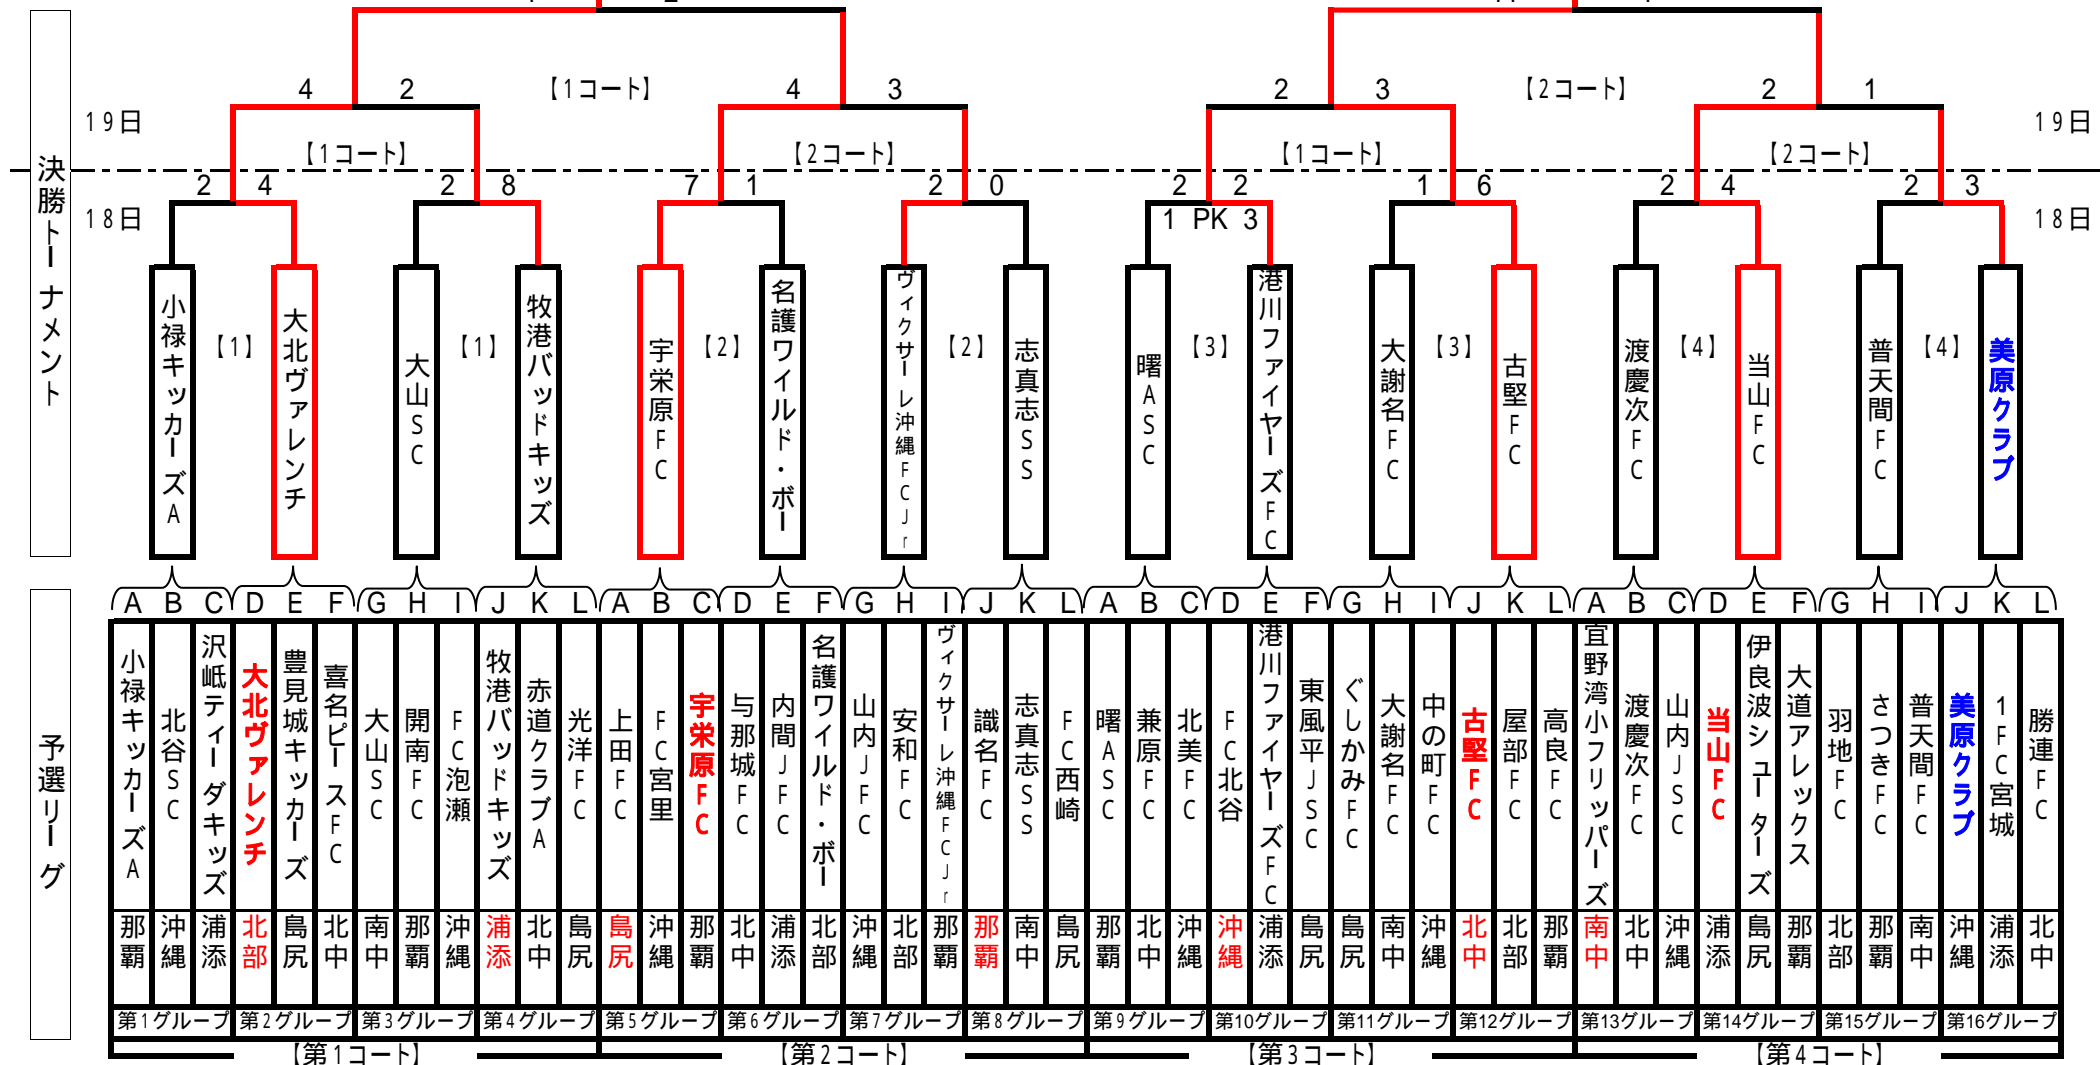 4 2 【1コート】 4 3 2 3 【2コート】 2 1
19日 19日
【1コート】 【2コート】 【1コート】 【2コート】
決勝トーナメント
2 4 2 8 7 1 2 0 2 2 1 6 2 4 2 3
18日 1 PK 3 18日
小禄キッカーズA
【1】
大北ヴァレンチ
大山SC
【1】
牧港バッドキッズ
宇栄原FC
【2】
名護ワイルド・ボー
ヴィクサーレ沖縄FCJr
【2】
志真志SS
曙ASC
【3】
港川ファイヤーズFC
大謝名FC
【3】
古堅FC
渡慶次FC
【4】
当山FC
普天間FC
【4】
美原クラブ
A B C D E F G H I J K L A B C D E F G H I J K L A B C D E F G H I J K L A B C D E F G H I J K L
予選リーグ
小禄キッカーズA
北谷SC
沢岻ティーダキッズ
大北ヴァレンチ
豊見城キッカーズ
喜名ピースFC
大山SC
開南FC
FC泡瀬
牧港バッドキッズ
赤道クラブA
光洋FC
上田FC
FC宮里
宇栄原FC
与那城FC
内間JFC
名護ワイルド・ボー
山内JFC
安和FC
ヴィクサーレ沖縄FCJr
識名FC
志真志SS
FC西崎
曙ASC
兼原FC
北美FC
FC北谷
港川ファイヤーズFC
東風平JSC
ぐしかみFC
大謝名FC
中の町FC
古堅FC
屋部FC
高良FC
宜野湾小フリッパーズ
渡慶次FC
山内JSC
当山FC
伊良波シューターズ
大道アレックス
羽地FC
さつきFC
普天間FC
美原クラブ
1FC宮城
勝連FC
那覇 沖縄 浦添 北部 島尻 北中 南中 那覇 沖縄 浦添 北中 島尻 島尻 沖縄 那覇 北中 浦添 北部 沖縄 北部 那覇 那覇 南中 島尻 那覇 北中 沖縄 沖縄 浦添 島尻 島尻 南中 沖縄 北中 北部 那覇 南中 北中 沖縄 浦添 島尻 那覇 北部 那覇 南中 沖縄 浦添 北中
第1グループ 第2グループ 第3グループ 第4グループ 第5グループ 第6グループ 第7グループ 第8グループ 第9グループ 第10グループ 第11グループ 第12グループ 第13グループ 第14グループ 第15グループ 第16グループ
【第1コート】 【第2コート】 【第3コート】 【第4コート】